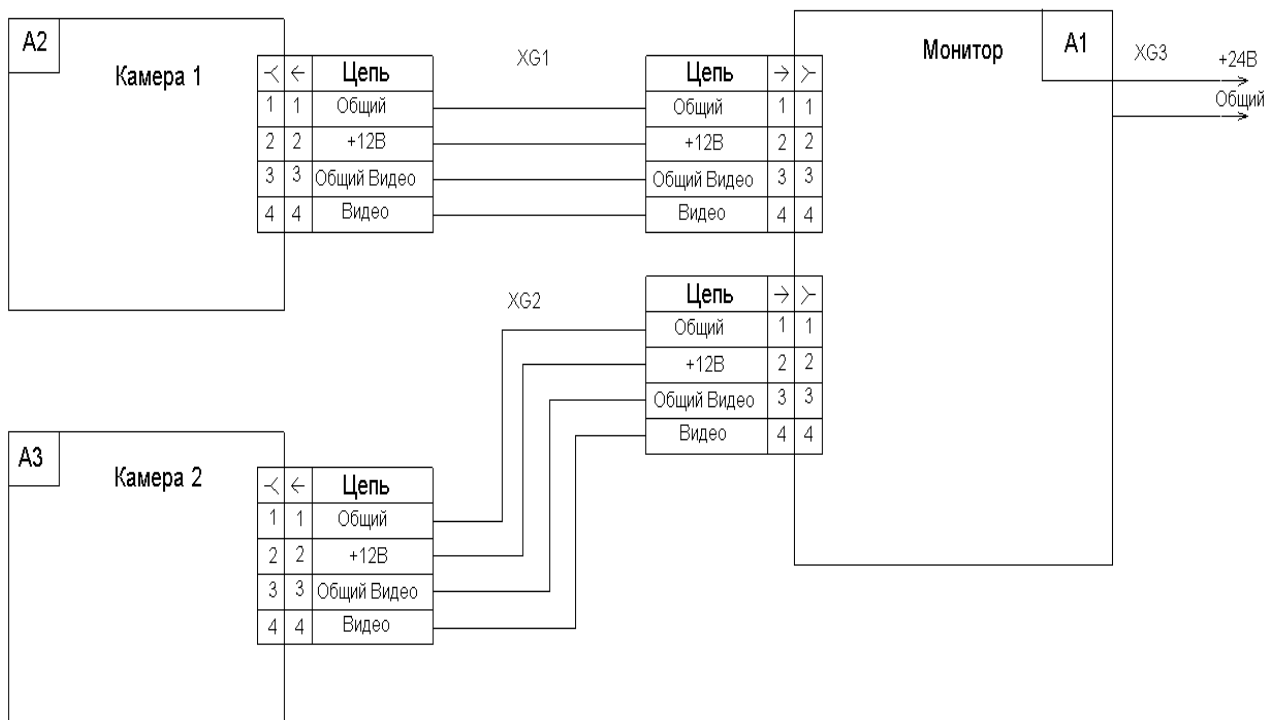 A2
Камера 1
Цепь
1 1 Общий
2 2 +12В
3 3 Общий Видео
4 4 Видео
XG1
Цепь
Общий 1 1
+12В 2 2
Общий Видео 3 3
Видео 4 4
Монитор
A1
XG3
+24В
Общий
XG2
Цепь
Общий 1 1
+12В 2 2
Общий Видео 3 3
Видео 4 4
A3
Камера 2
Цепь
1 1 Общий
2 2 +12В
3 3 Общий Видео
4 4 Видео